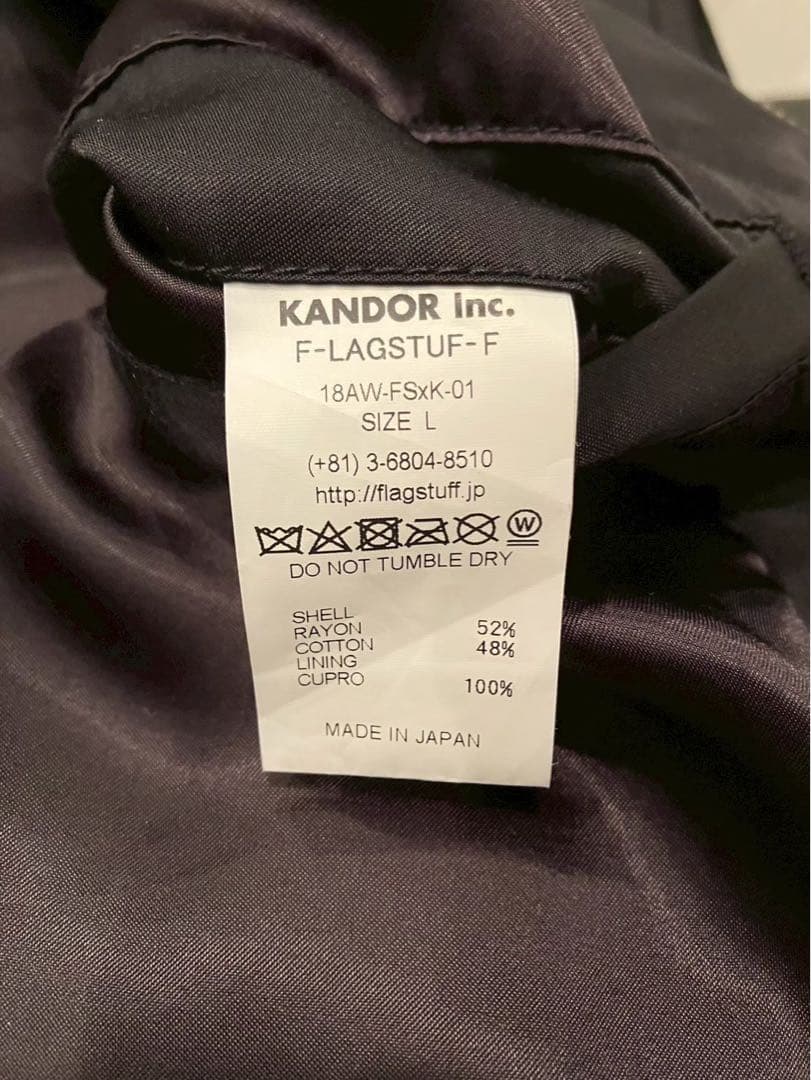 KANDOR Inc.
F-LAGSTUF-F
18AW-FSxK-01
SIZE L
(+81) 3-6804-8510
http://flagstuff.jp
W
DO NOT TUMBLE DRY
SHELL
RAYON 52%
COTTON 48%
LINING
CUPRO 100%
MADE IN JAPAN